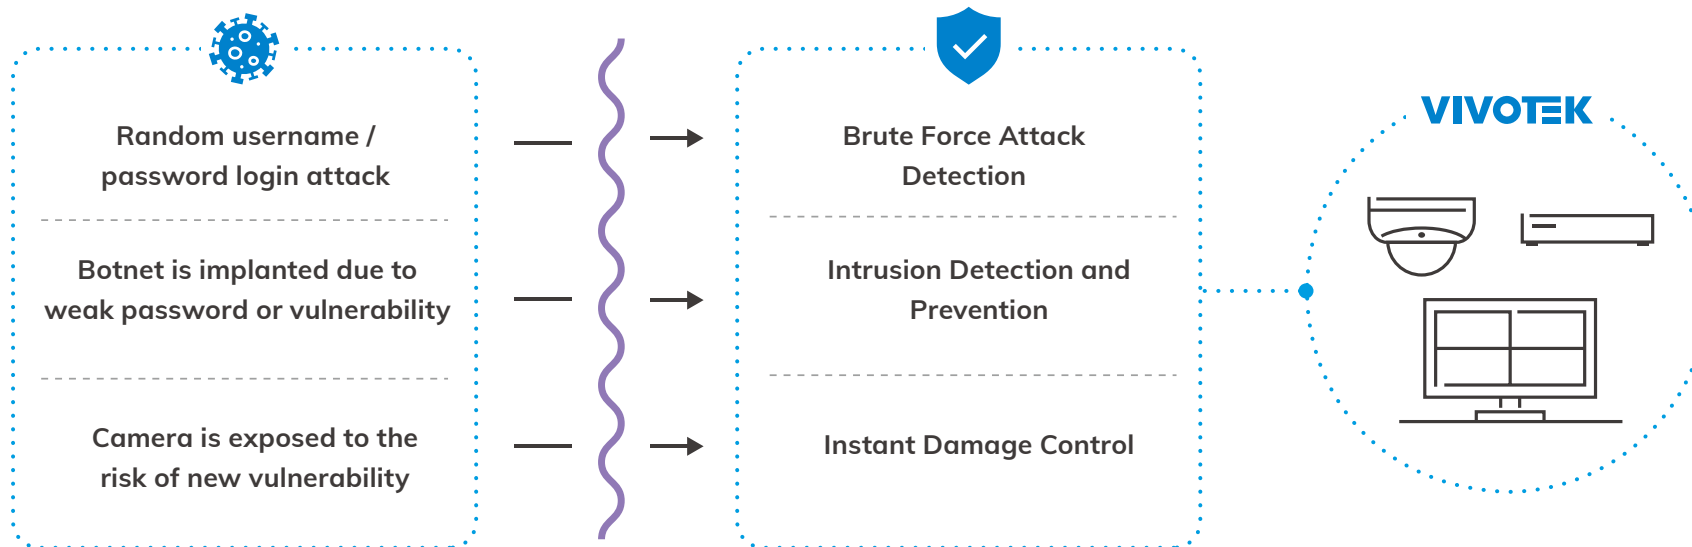 Random username /
password login attack
Botnet is implanted due to
weak password or vulnerability
Camera is exposed to the
risk of new vulnerability
Brute Force Attack
Detection
Intrusion Detection and
Prevention
Instant Damage Control
VIVOTEK